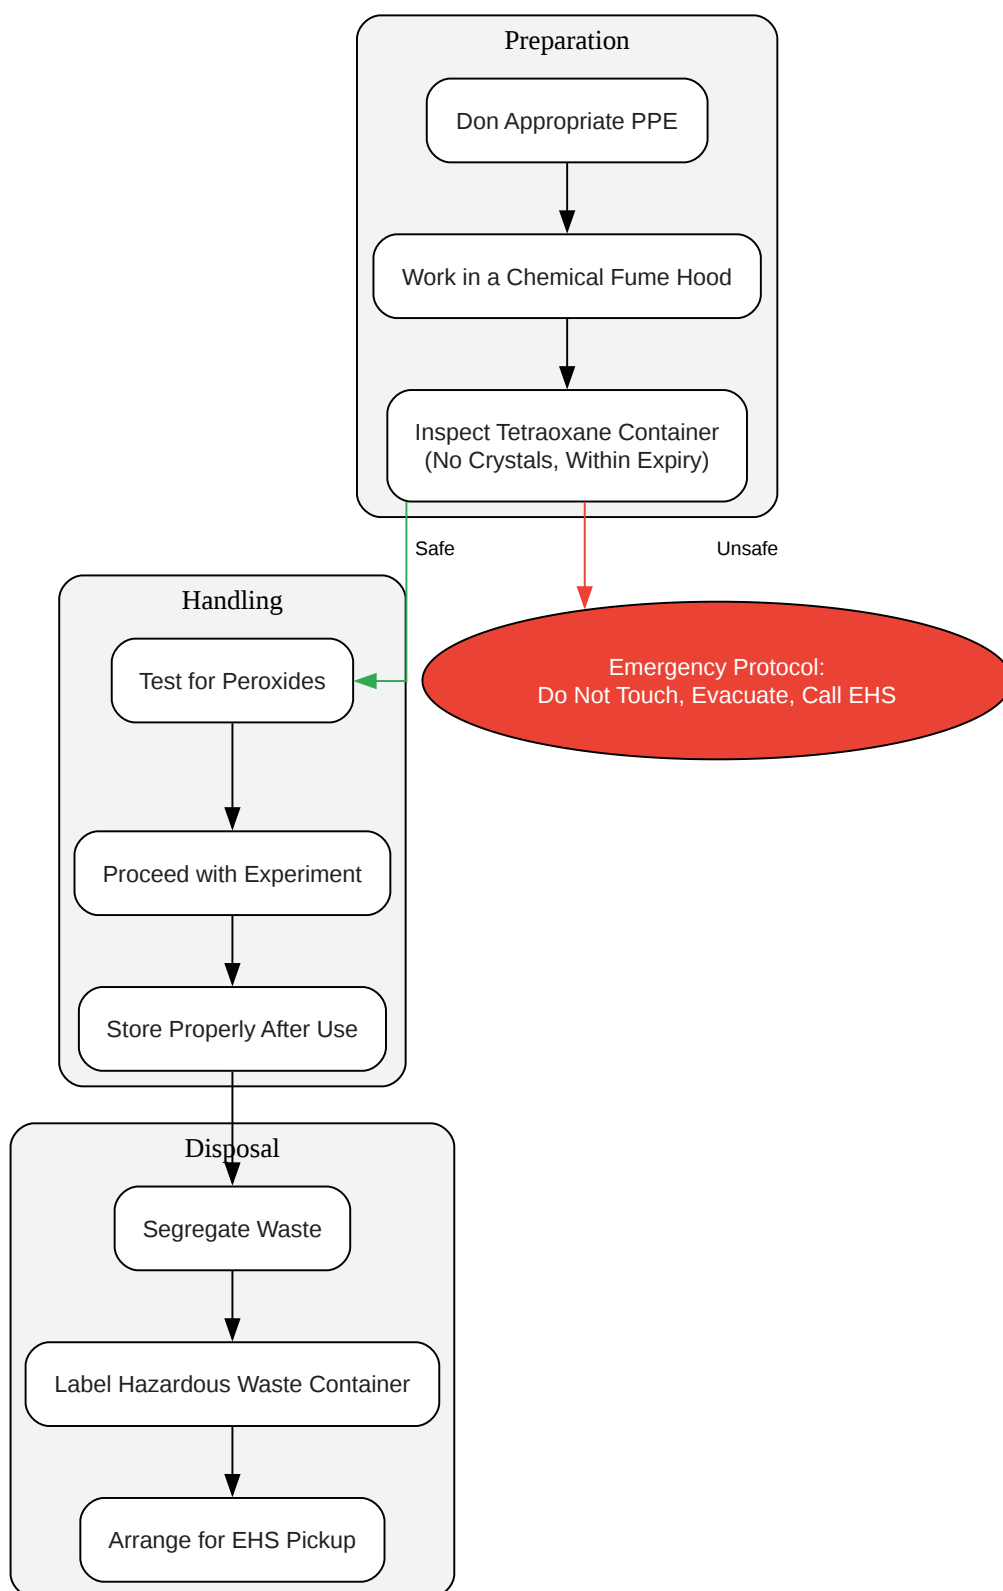 Preparation
Don Appropriate PPE
Work in a Chemical Fume Hood
Inspect Tetraoxane Container
(No Crystals, Within Expiry)
Safe
Unsafe
Handling
Test for Peroxides
Emergency Protocol:
Do Not Touch, Evacuate, Call EHS
Proceed with Experiment
Store Properly After Use
Disposal
Segregate Waste
Label Hazardous Waste Container
Arrange for EHS Pickup